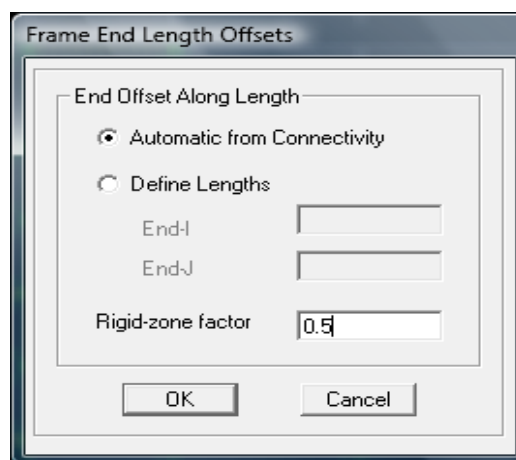 Frame End Length Offsets
End Offset Along Length
Automatic from Connectivity
Define Lengths
End-I
End-J
Rigid-zone factor 0.5
OK Cancel